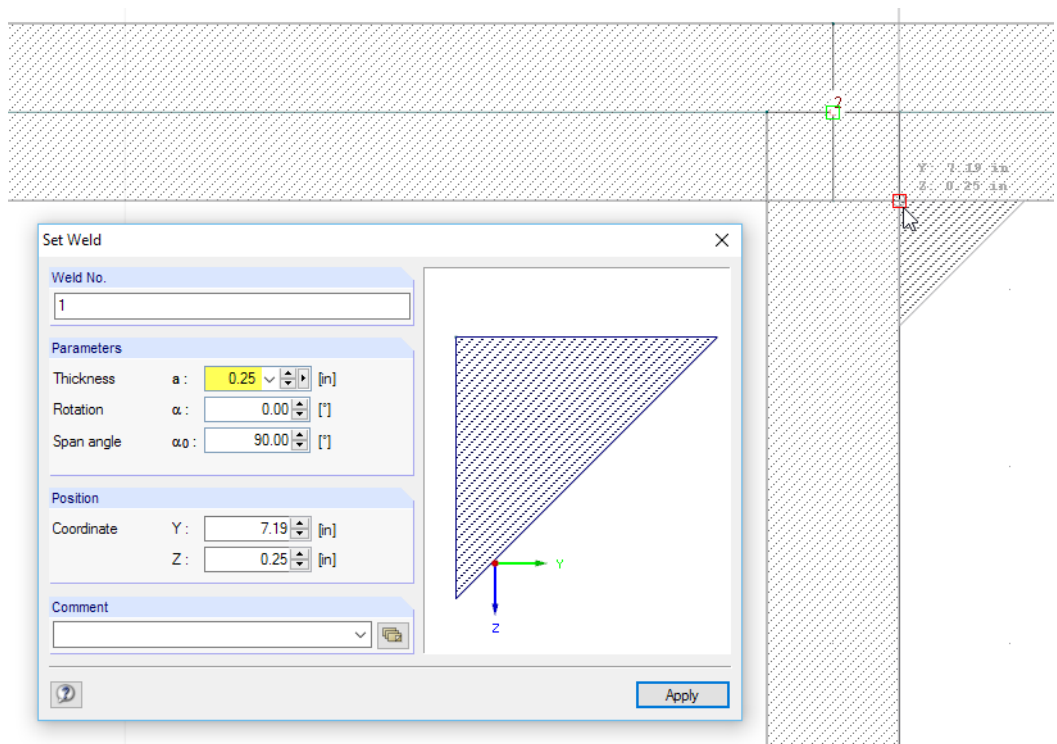 2
Y: 7.19 in
Z: 0.25 in
Set Weld
Weld No.
1
Parameters
Thickness a : 0.25 [in]
Rotation α : 0.00 [°]
Span angle α0 : 90.00 [°]
Position
Coordinate Y : 7.19 [in]
Z : 0.25 [in]
Comment
Y
Z
Apply